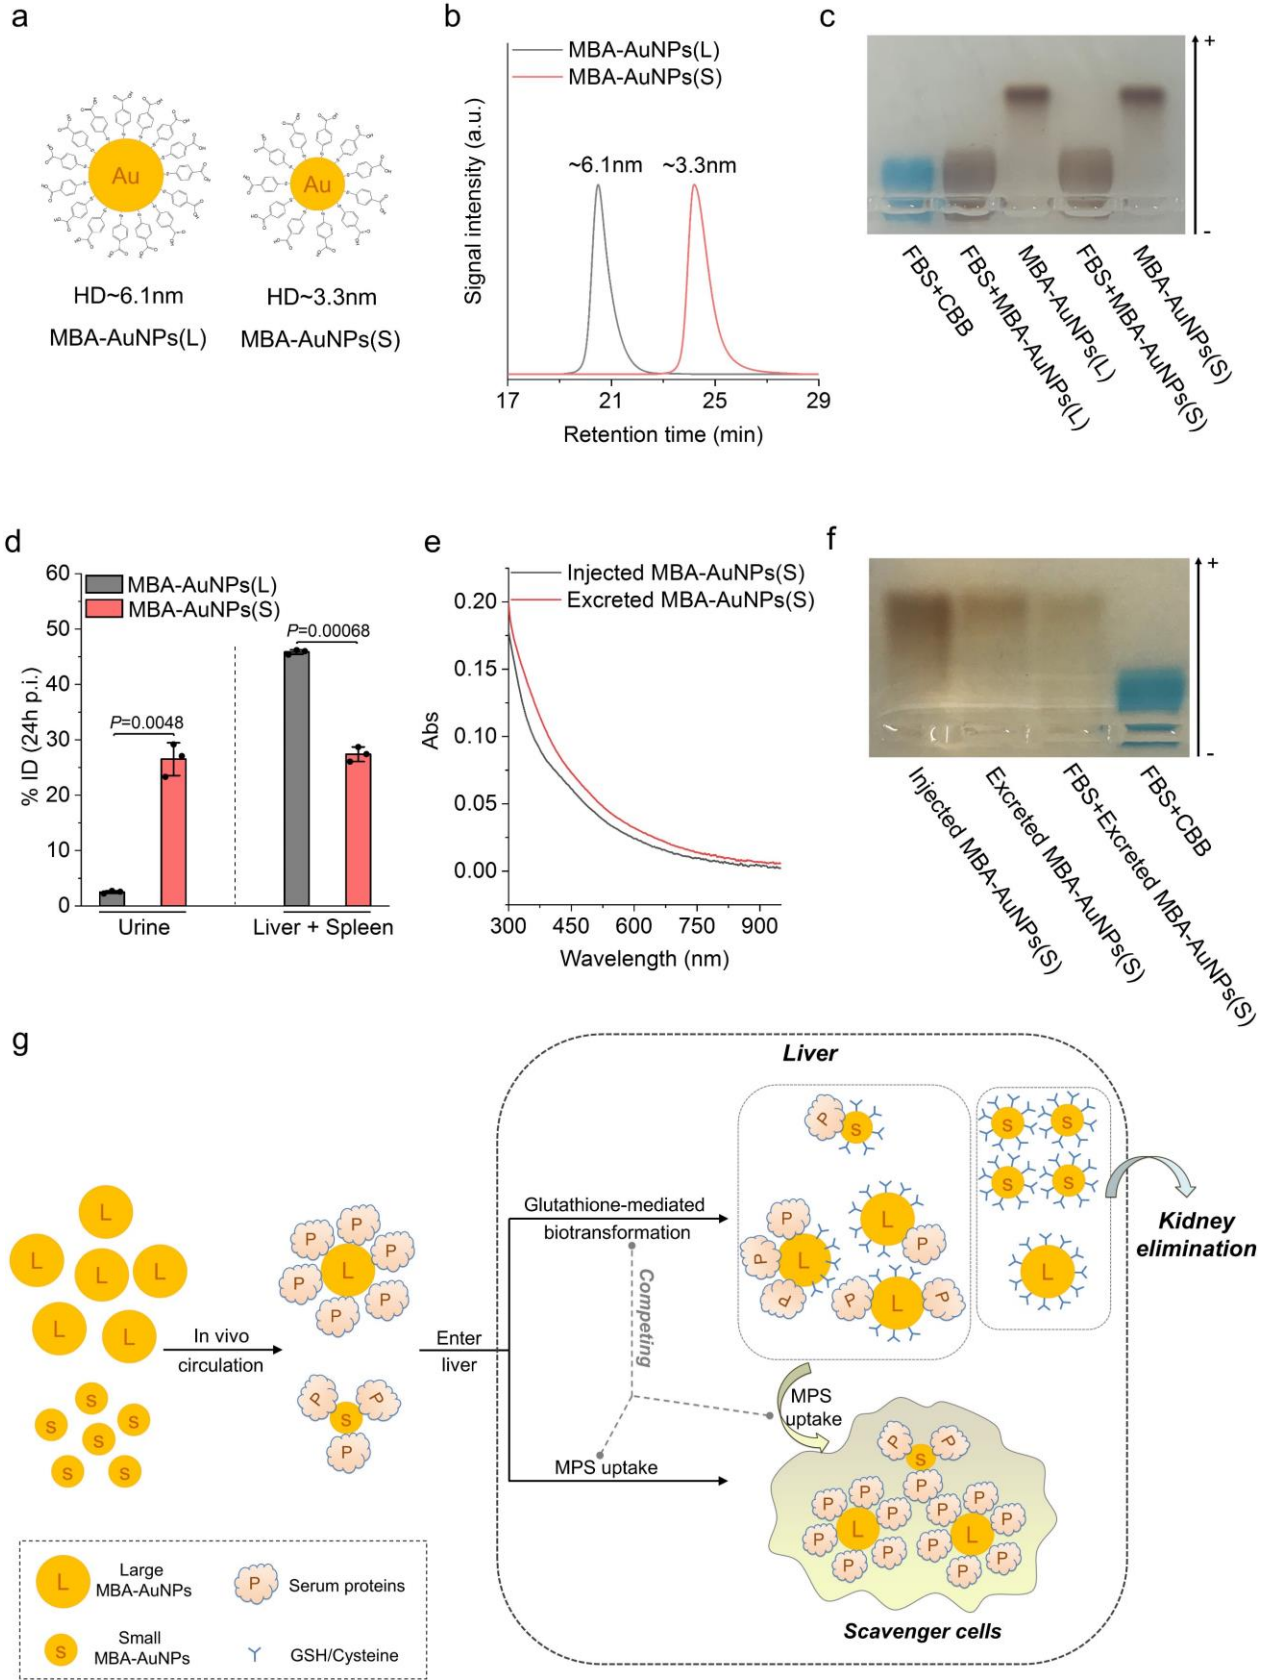 a
Au
Au
HD~6.1nm
HD~3.3nm
MBA-AuNPs(L)
MBA-AuNPs(S)
b
MBA-AuNPs(L)
MBA-AuNPs(S)
~6.1nm
~3.3nm
Signal intensity (a.u.)
17
21
25
29
Retention time (min)
c
+
-
FBS+CBB
FBS+MBA-AuNPs(L)
MBA-AuNPs(L)
FBS+MBA-AuNPs(S)
MBA-AuNPs(S)
d
MBA-AuNPs(L)
MBA-AuNPs(S)
P=0.0048
P=0.00068
% ID (24h p.i.)
60
50
40
30
20
10
0
Urine
Liver + Spleen
e
Injected MBA-AuNPs(S)
Excreted MBA-AuNPs(S)
Abs
0.20
0.15
0.10
0.05
0.00
300
450
600
750
900
Wavelength (nm)
f
+
-
Injected MBA-AuNPs(S)
Excreted MBA-AuNPs(S)
FBS+Excreted MBA-AuNPs(S)
FBS+CBB
g
L
L
L
L
L
L
S
S
S
S
S
S
In vivo
circulation
P
P
P
P
P
P
L
P
P
P
S
Enter
liver
Liver
Glutathione-mediated
biotransformation
Competing
MPS uptake
P
S
P
P
P
L
L
P
P
L
P
S
S
S
S
L
Kidney
elimination
MPS
uptake
P
P
S
P
P
P
P
P
P
P
L
P
P
P
P
P
P
L
Scavenger cells
L
Large
MBA-AuNPs
P
Serum proteins
S
Small
MBA-AuNPs
GSH/Cysteine